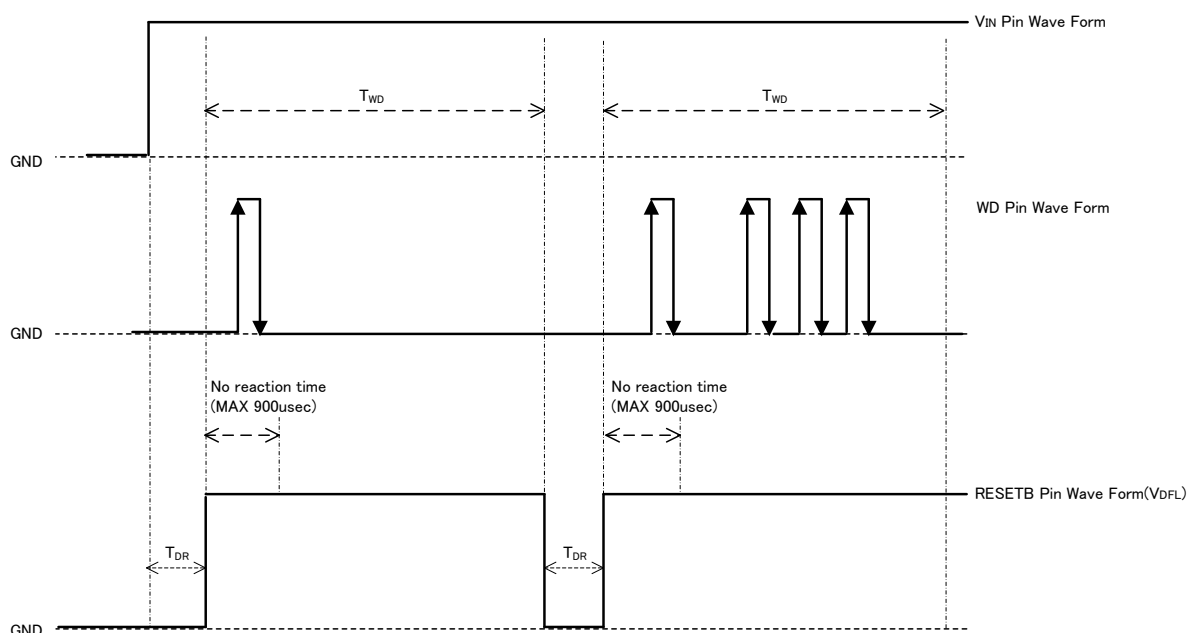 VIN Pin Wave Form
TWD
TWD
GND
WD Pin Wave Form
GND
No reaction time
(MAX 900usec)
No reaction time
(MAX 900usec)
RESETB Pin Wave Form(VDFL)
TDR
TDR
GND